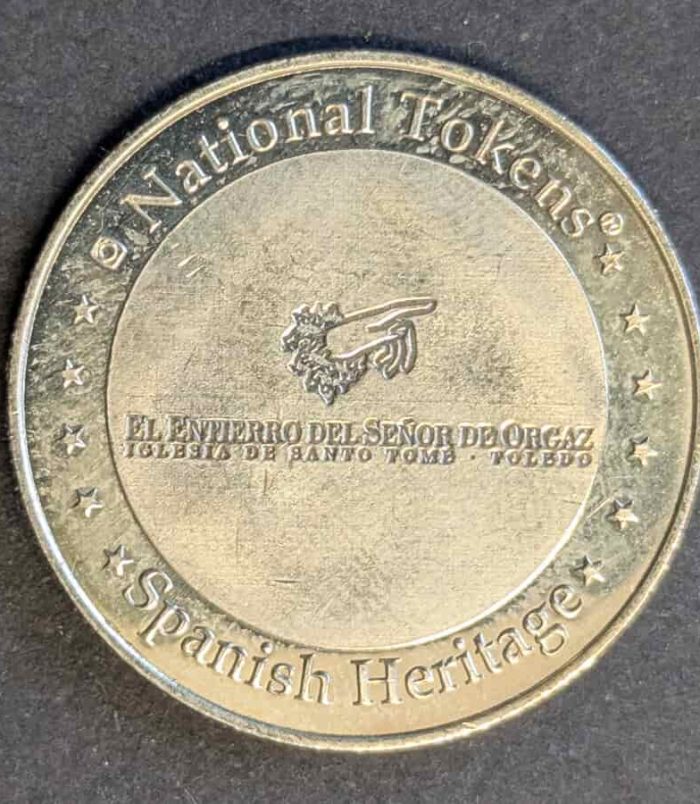 National Tokens®
EL ENTIERRO DEL SEÑOR DE ORGAZ
IGLESIA DE SANTO TOMÉ · TOLEDO
Spanish Heritage